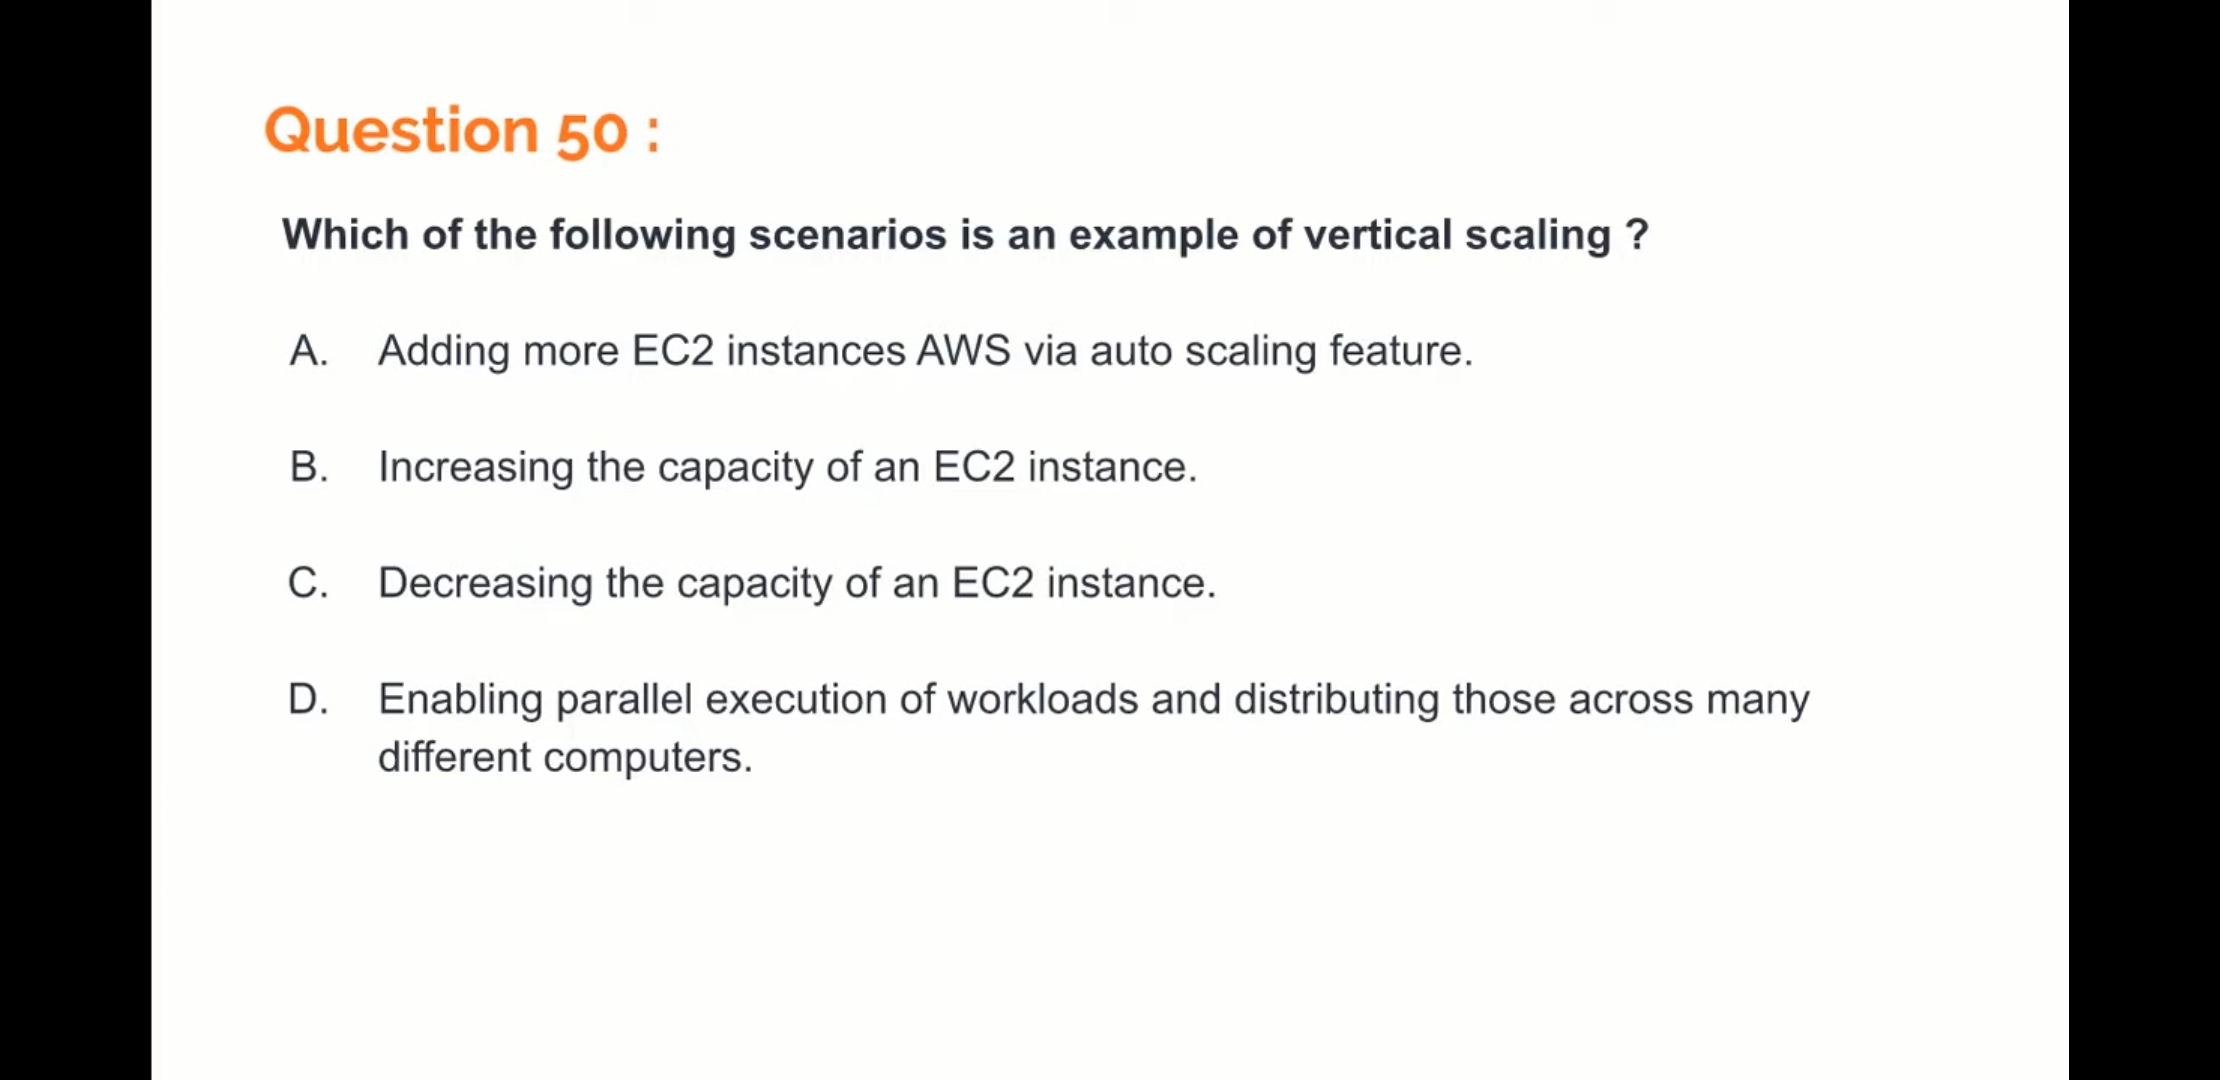 Question 50 :
Which of the following scenarios is an example of vertical scaling ?
A. Adding more EC2 instances AWS via auto scaling feature.
B. Increasing the capacity of an EC2 instance.
C. Decreasing the capacity of an EC2 instance.
D. Enabling parallel execution of workloads and distributing those across many
different computers.